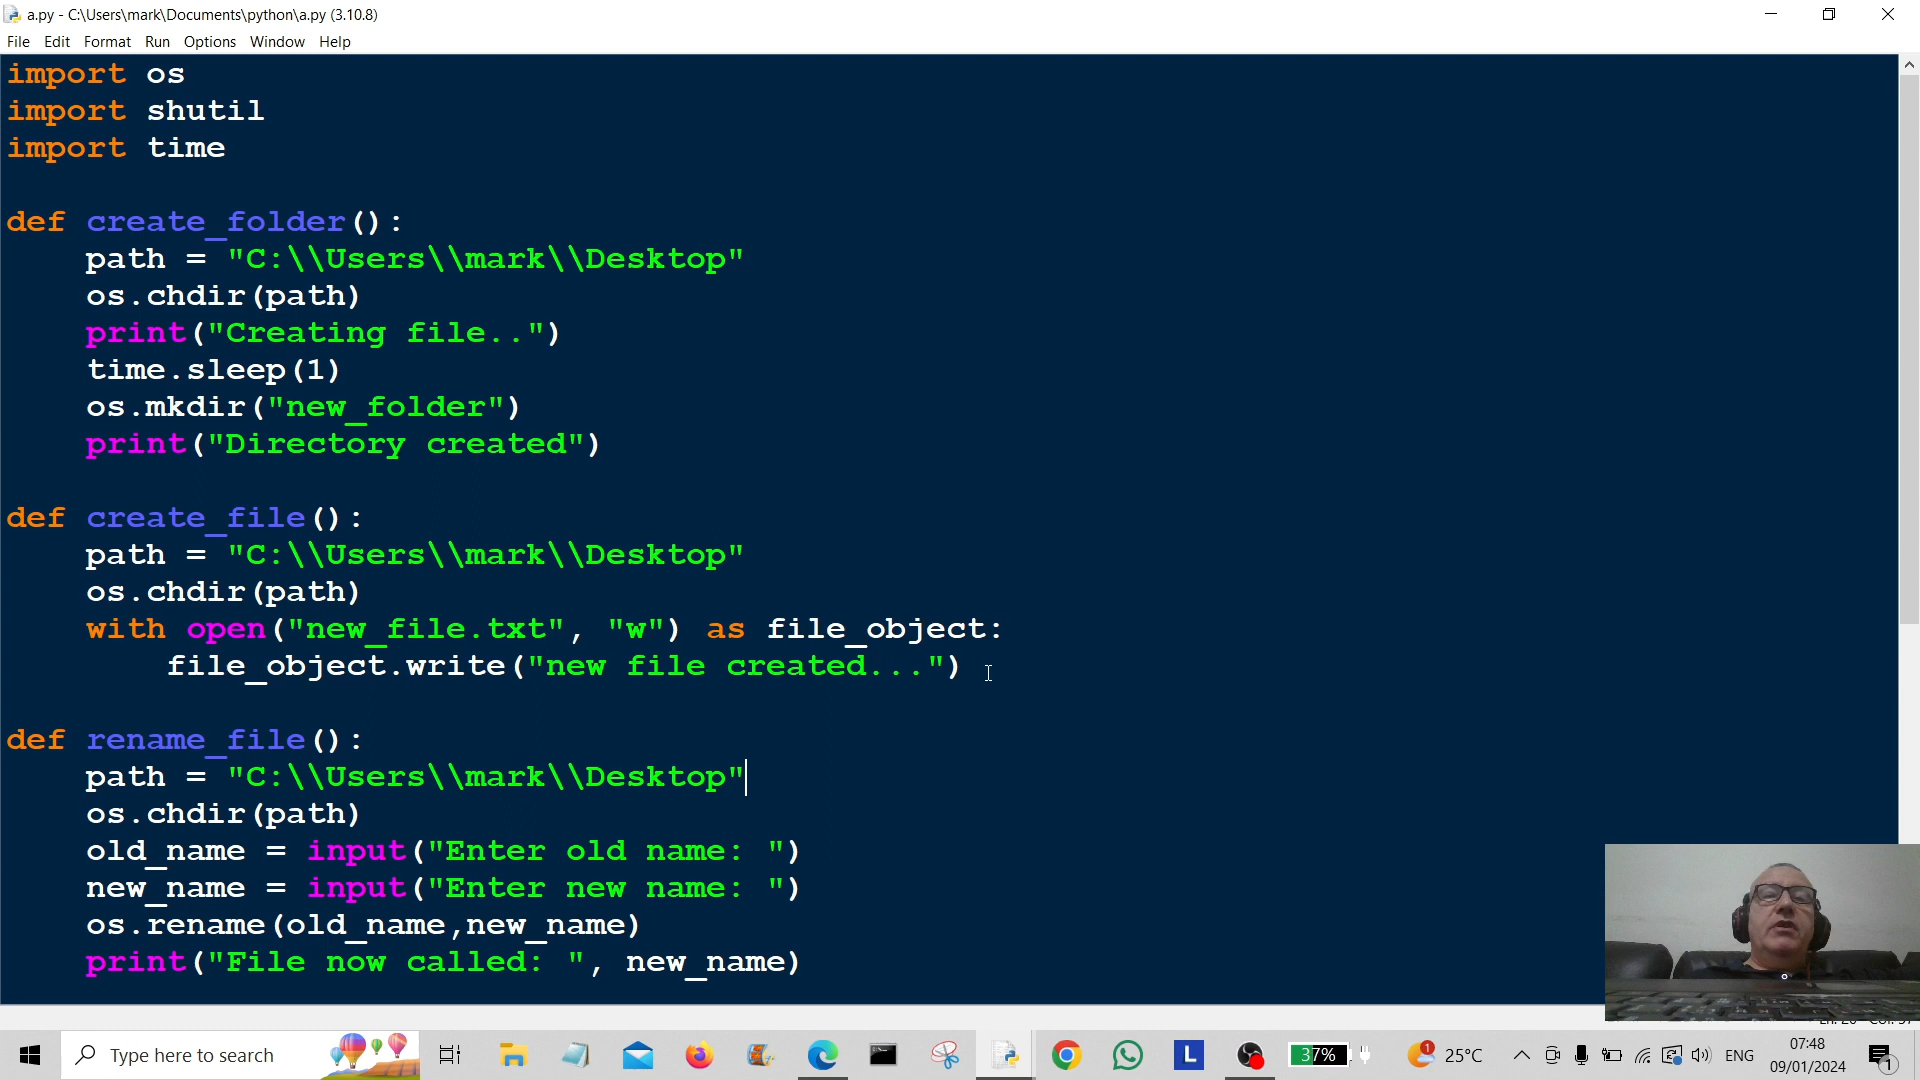 a.py - C:\Users\mark\Documents\python\a.py (3.10.8)
File Edit Format Run Options Window Help
import os
import shutil
import time
def create_folder():
    path = "C:\\Users\\mark\\Desktop"
    os.chdir(path)
    print("Creating file..")
    time.sleep(1)
    os.mkdir("new_folder")
    print("Directory created")
def create_file():
    path = "C:\\Users\\mark\\Desktop"
    os.chdir(path)
    with open("new_file.txt", "w") as file_object:
        file_object.write("new file created...")
def rename_file():
    path = "C:\\Users\\mark\\Desktop"
    os.chdir(path)
    old_name = input("Enter old name: ")
    new_name = input("Enter new name: ")
    os.rename(old_name,new_name)
    print("File now called: ", new_name)
Type here to search
L
37%
1
25°C
ENG
07:48
09/01/2024
1